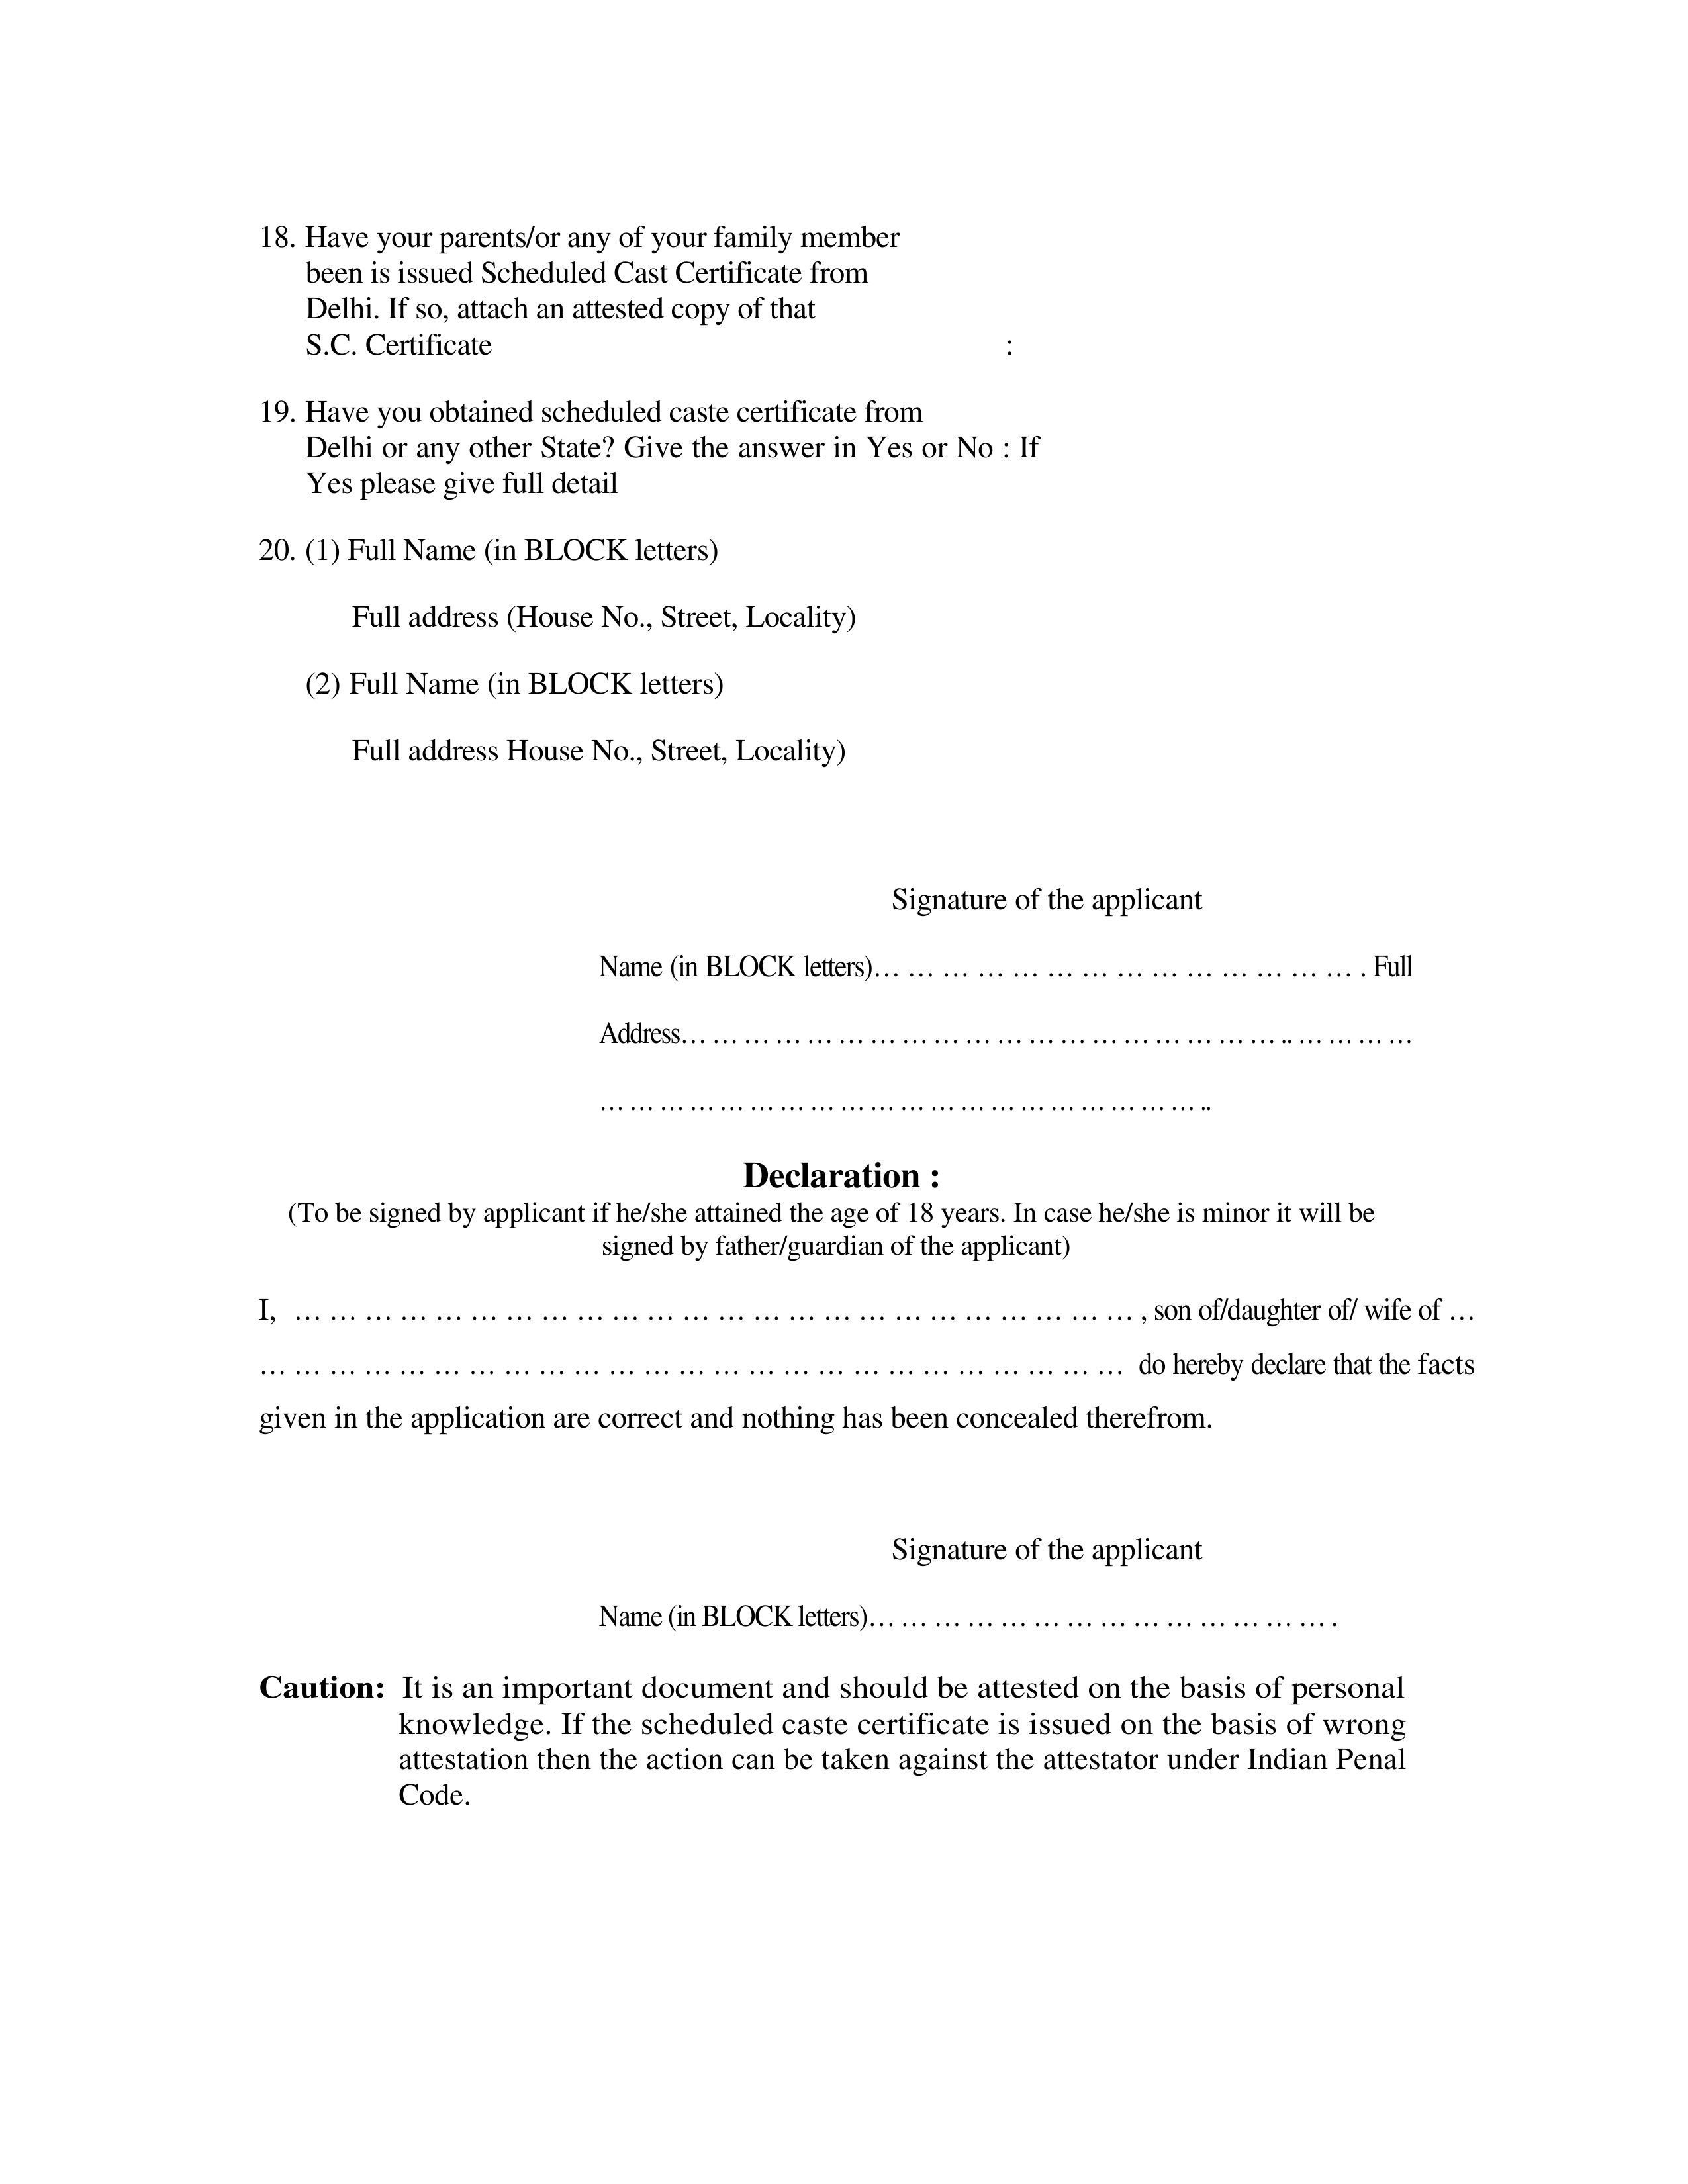 18. Have your parents/or any of your family member
been is issued Scheduled Cast Certificate from
Delhi. If so, attach an attested copy of that
S.C. Certificate :
19. Have you obtained scheduled caste certificate from
Delhi or any other State? Give the answer in Yes or No : If
Yes please give full detail
20. (1) Full Name (in BLOCK letters)
Full address (House No., Street, Locality)
(2) Full Name (in BLOCK letters)
Full address House No., Street, Locality)
Signature of the applicant
Name (in BLOCK letters)… … … … … … … … … … … … … … . Full
Address… … … … … … … … … … … … … … … … … … … .. … … … …
… … … … … … … … … … … … … … … … … … … … ..
Declaration :
(To be signed by applicant if he/she attained the age of 18 years. In case he/she is minor it will be
signed by father/guardian of the applicant)
I, … … … … … … … … … … … … … … … … … … … … … … … … , son of/daughter of/ wife of …
… … … … … … … … … … … … … … … … … … … … … … … … … do hereby declare that the facts
given in the application are correct and nothing has been concealed therefrom.
Signature of the applicant
Name (in BLOCK letters)… … … … … … … … … … … … … … .
Caution: It is an important document and should be attested on the basis of personal
knowledge. If the scheduled caste certificate is issued on the basis of wrong
attestation then the action can be taken against the attestator under Indian Penal
Code.